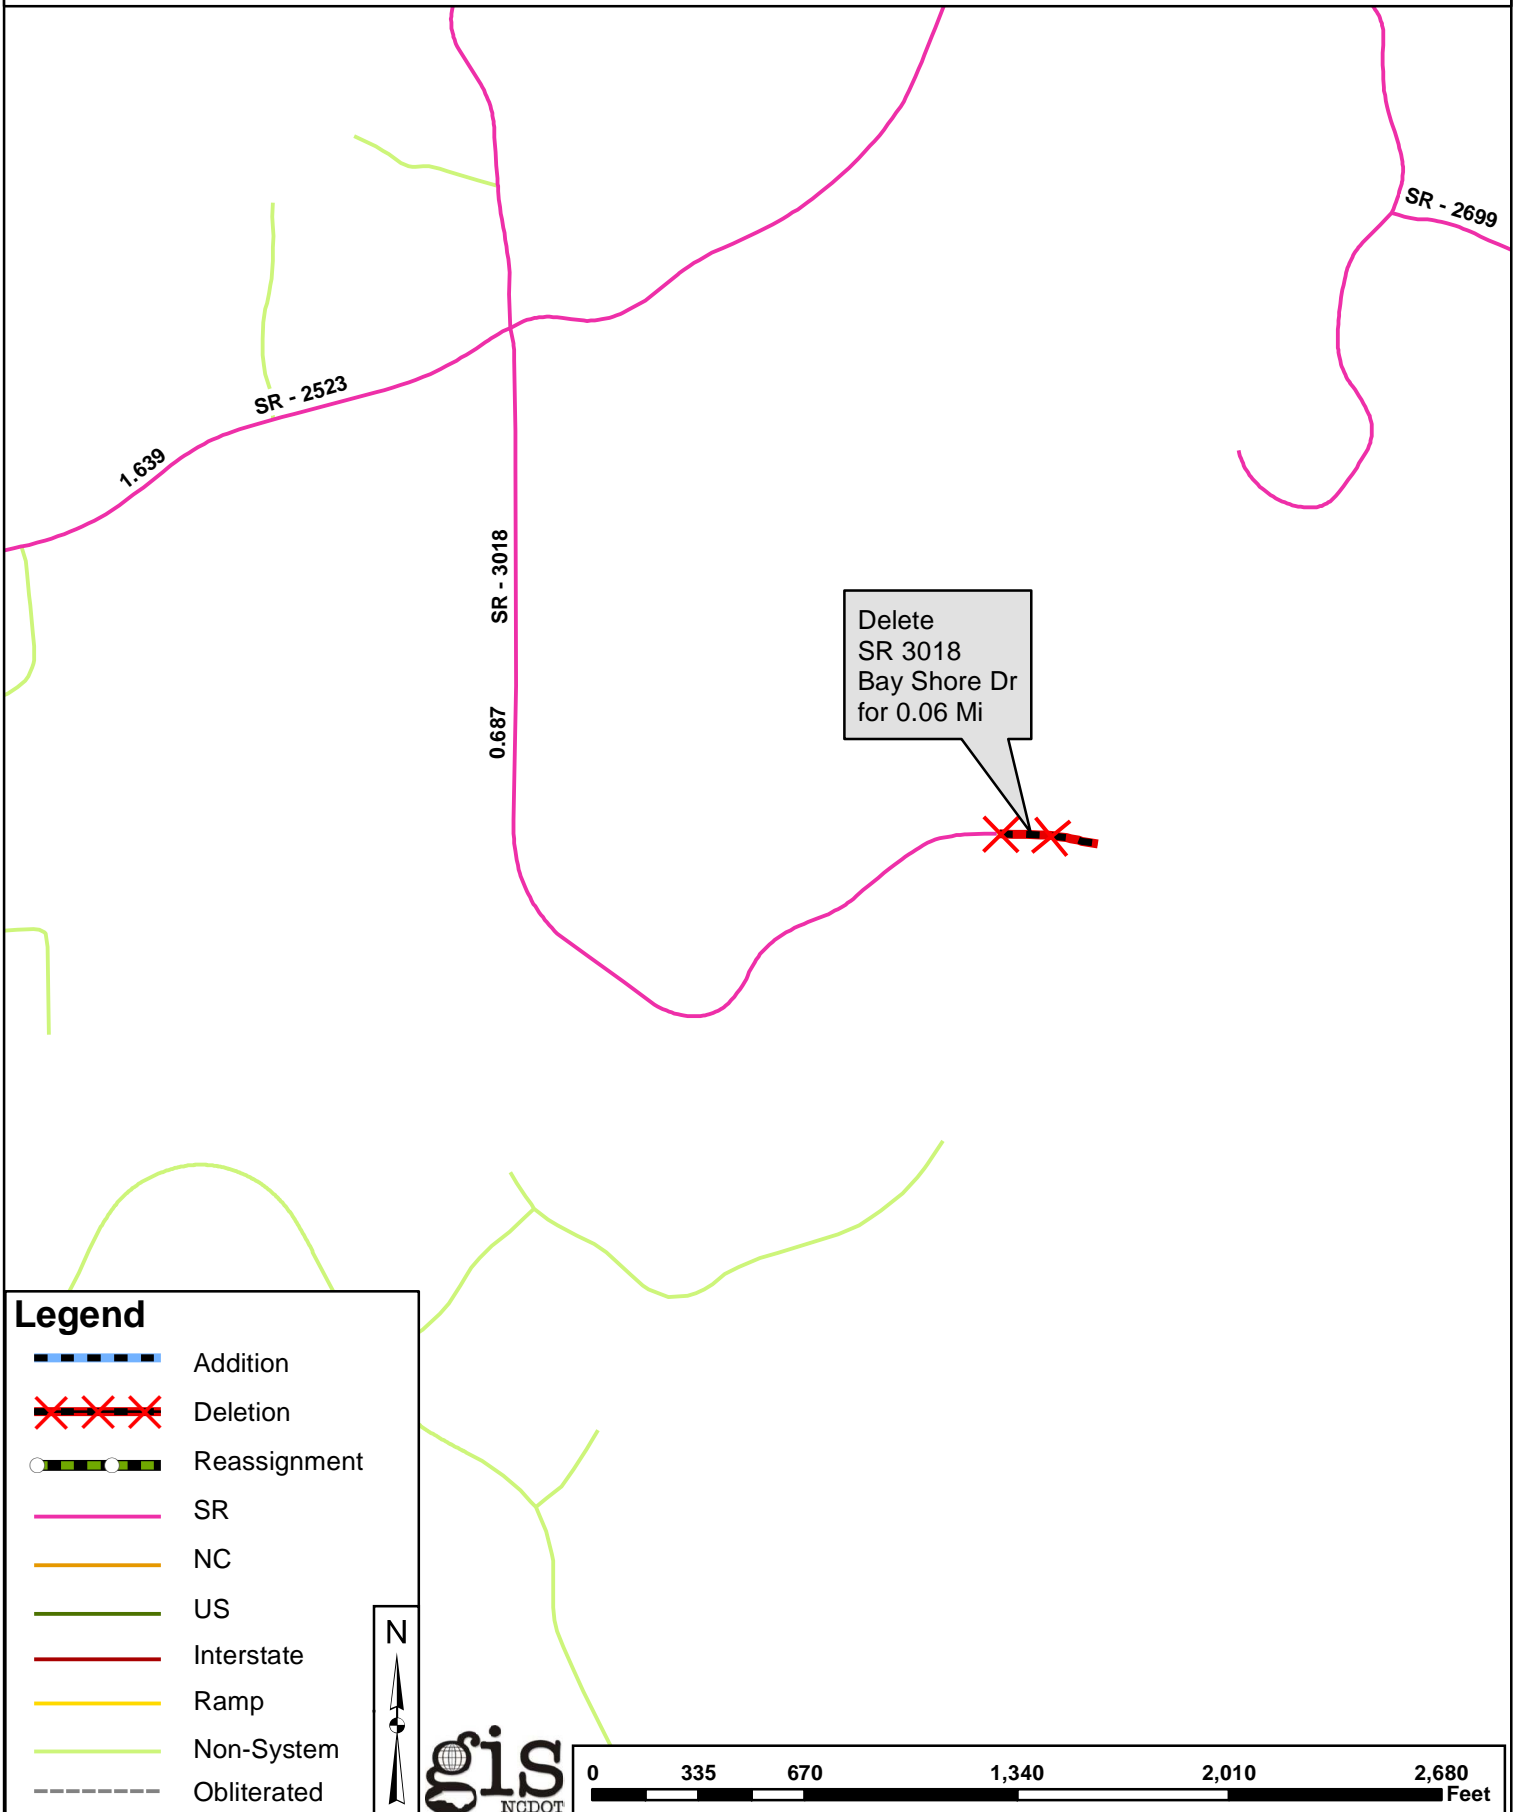 SR - 2699
SR - 2523
1.639
SR - 3018
0.687
Delete
SR 3018
Bay Shore Dr
for 0.06 Mi
Legend
Addition
Deletion
Reassignment
SR
NC
US
Interstate
Ramp
Non-System
Obliterated
N
gis
NCDOT
0 335 670 1,340 2,010 2,680
Feet